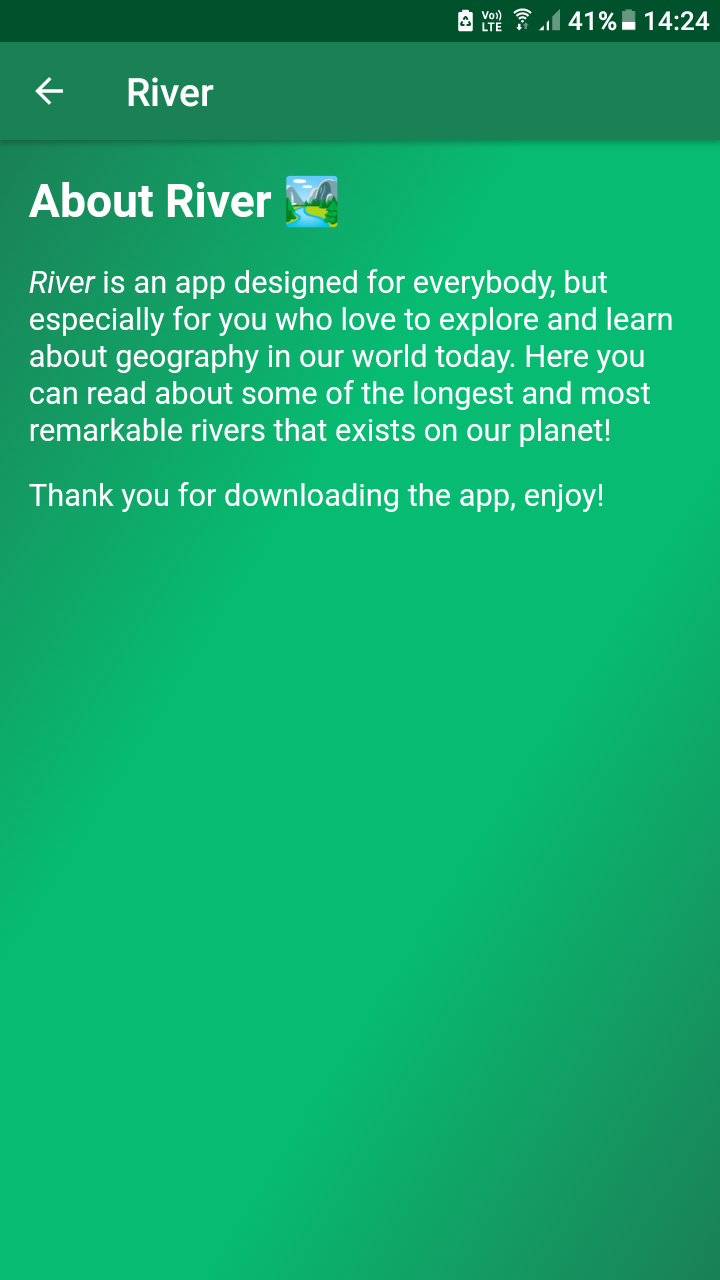 Vo)) LTE 41% 14:24
River
About River
River is an app designed for everybody, but
especially for you who love to explore and learn
about geography in our world today. Here you
can read about some of the longest and most
remarkable rivers that exists on our planet!
Thank you for downloading the app, enjoy!